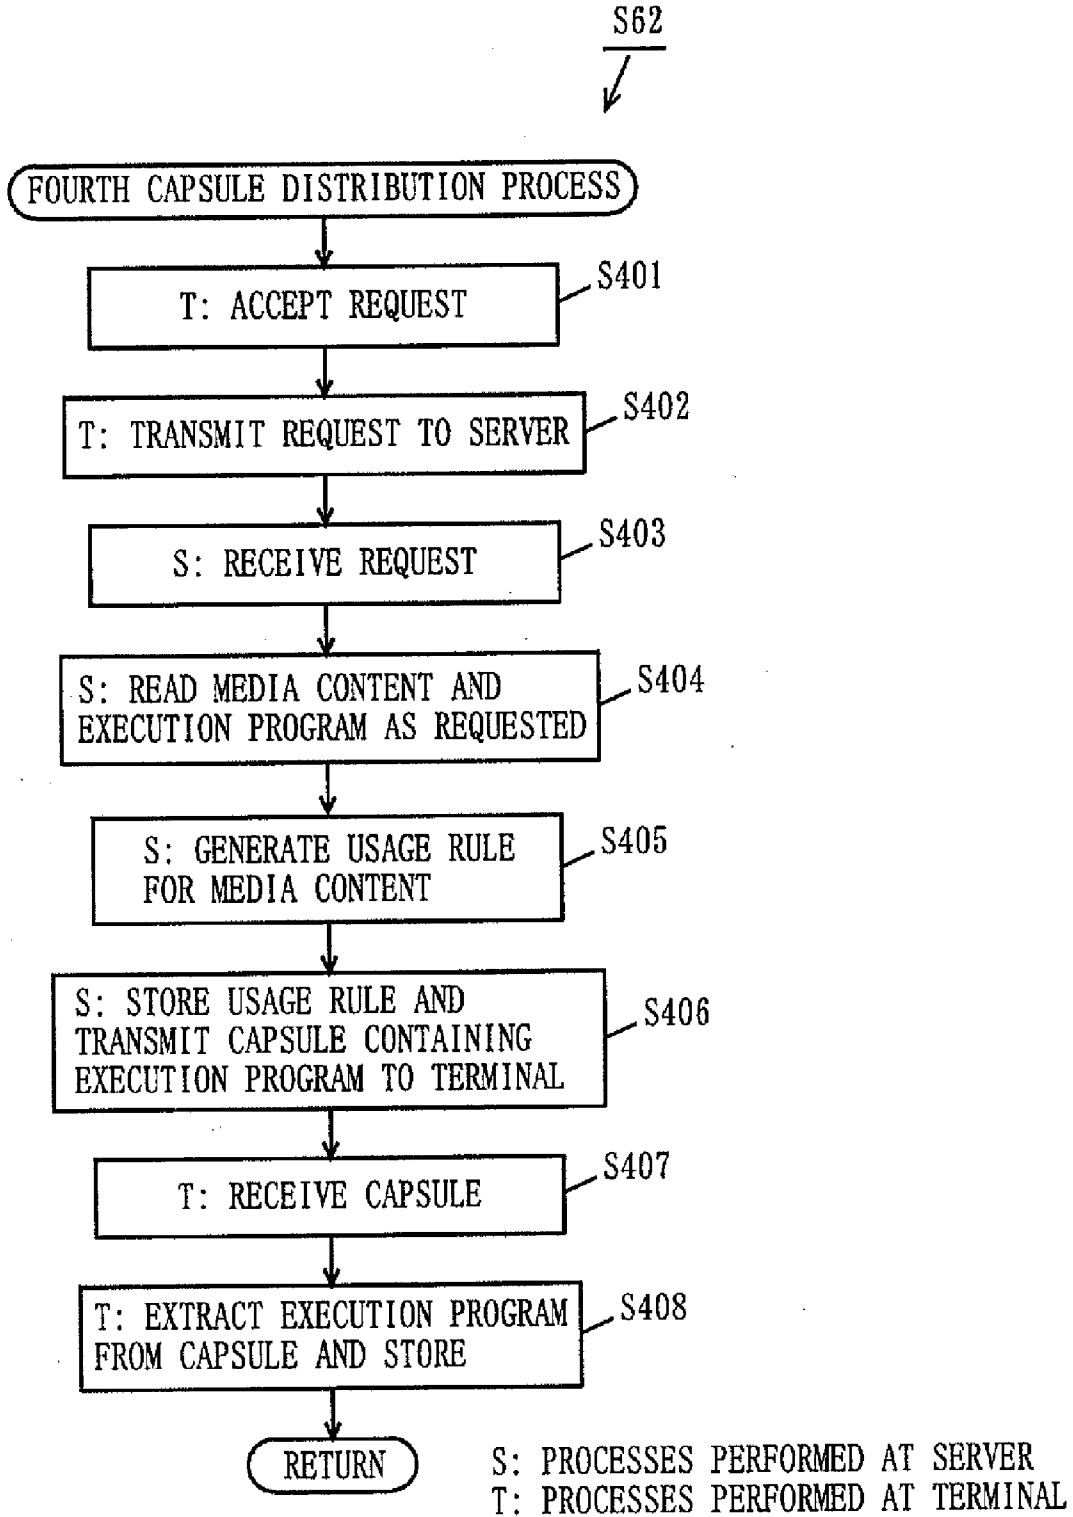 S62
FOURTH CAPSULE DISTRIBUTION PROCESS
S401
T: ACCEPT REQUEST
S402
T: TRANSMIT REQUEST TO SERVER
S403
S: RECEIVE REQUEST
S404
S: READ MEDIA CONTENT AND
EXECUTION PROGRAM AS REQUESTED
S405
S: GENERATE USAGE RULE
FOR MEDIA CONTENT
S406
S: STORE USAGE RULE AND
TRANSMIT CAPSULE CONTAINING
EXECUTION PROGRAM TO TERMINAL
S407
T: RECEIVE CAPSULE
S408
T: EXTRACT EXECUTION PROGRAM
FROM CAPSULE AND STORE
RETURN
S: PROCESSES PERFORMED AT SERVER
T: PROCESSES PERFORMED AT TERMINAL